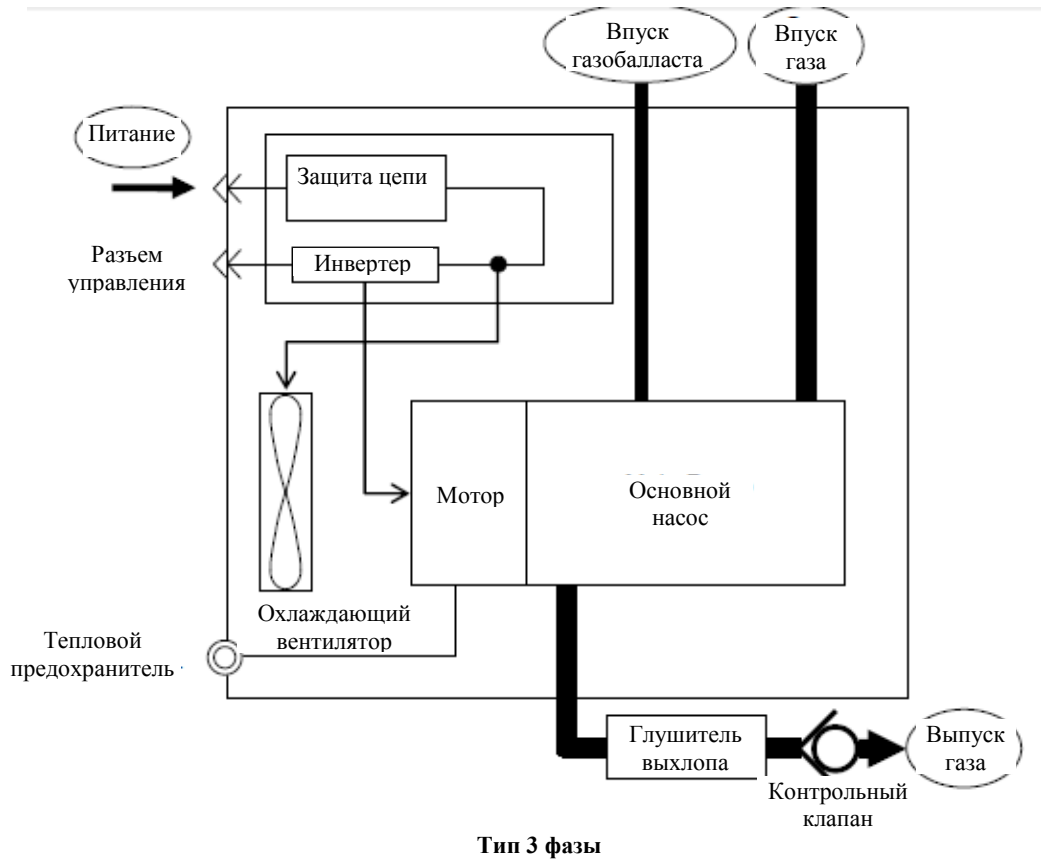 Впуск
газобалласта
Впуск
газа
Питание
Защита цепи
Разъем
управления
Инвертер
Мотор
Основной
насос
Охлаждающий
вентилятор
Тепловой
предохранитель
Глушитель
выхлопа
Выпуск
газа
Контрольный
клапан
Тип 3 фазы